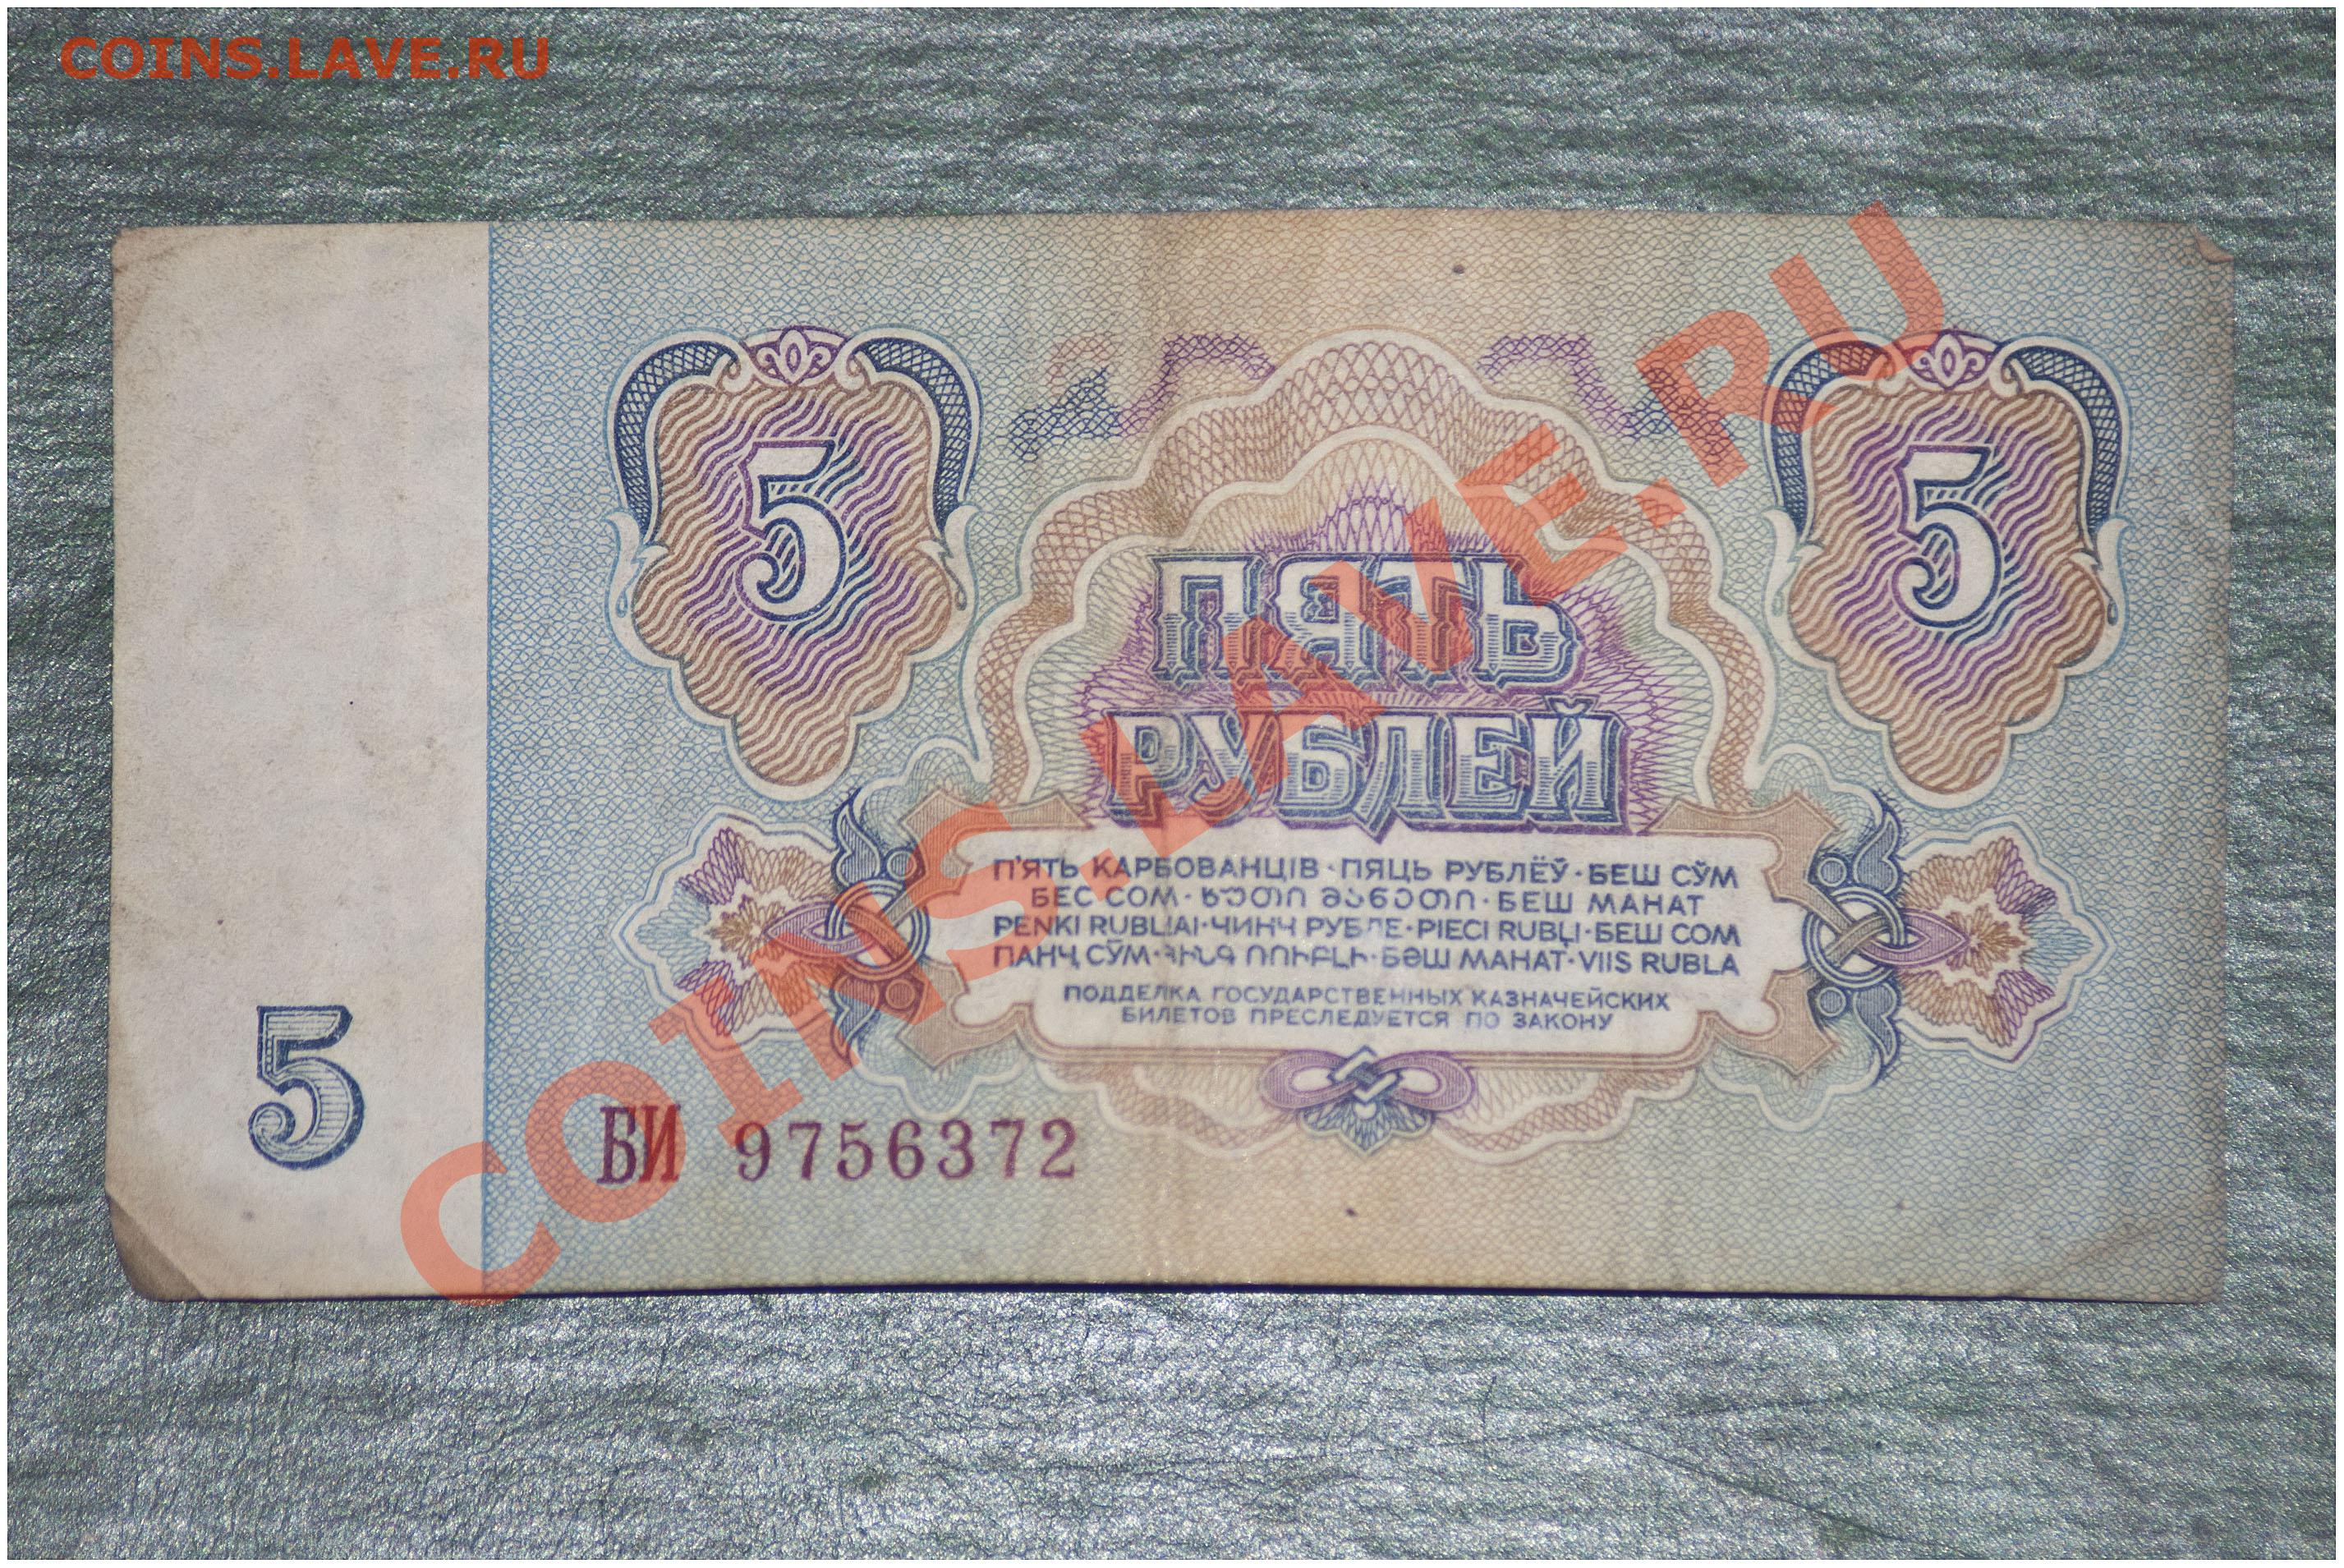 COINS.LAVE.RU
5
5
ПЯТЬ
РУБЛЕЙ
П'ЯТЬ КАРБОВАНЦІВ · ПЯЦЬ РУБЛЁЎ · БЕШ СЎМ
БЕС СОМ · ხუთი მანეთი · БЕШ МАНАТ
PENKI RUBLIAI · ЧИНЧ РУБЛЕ · PIECI RUBĻI · БЕШ СОМ
ПАНҶ СЎМ · ՀԻՆԳ ՌՈՒԲԼԻ · БӘШ МАНАТ · VIIS RUBLA
ПОДДЕЛКА ГОСУДАРСТВЕННЫХ КАЗНАЧЕЙСКИХ
БИЛЕТОВ ПРЕСЛЕДУЕТСЯ ПО ЗАКОНУ
5
БИ 9756372
COINS.LAVE.RU